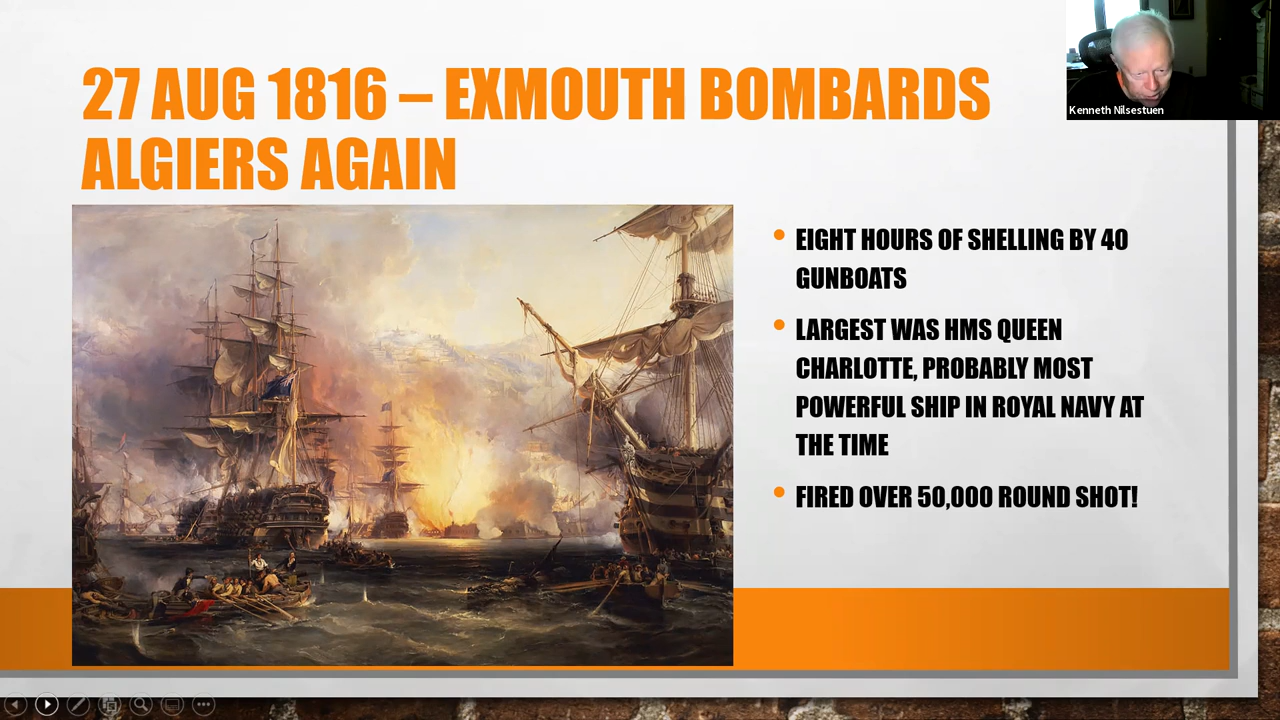 27 AUG 1816 – EXMOUTH BOMBARDS
ALGIERS AGAIN
Kenneth Nilsestuen
• EIGHT HOURS OF SHELLING BY 40
GUNBOATS
• LARGEST WAS HMS QUEEN
CHARLOTTE, PROBABLY MOST
POWERFUL SHIP IN ROYAL NAVY AT
THE TIME
• FIRED OVER 50,000 ROUND SHOT!